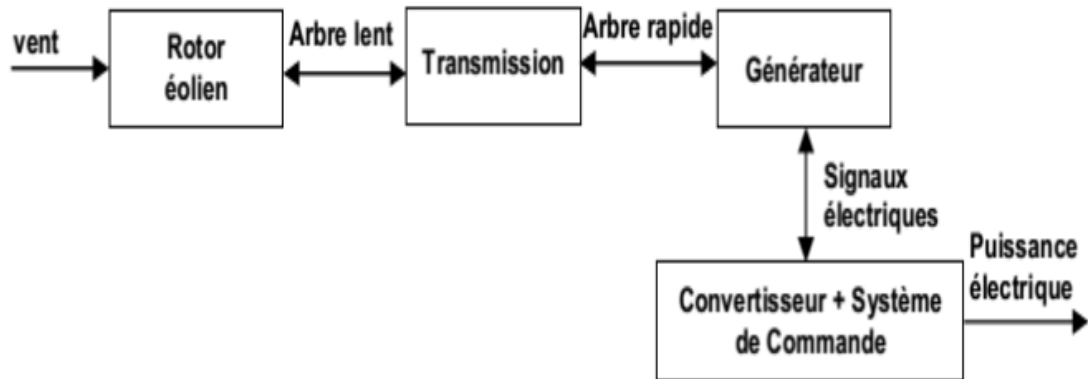 vent
Rotor
éolien
Arbre lent
Transmission
Arbre rapide
Générateur
Signaux
électriques
Convertisseur + Système
de Commande
Puissance
électrique